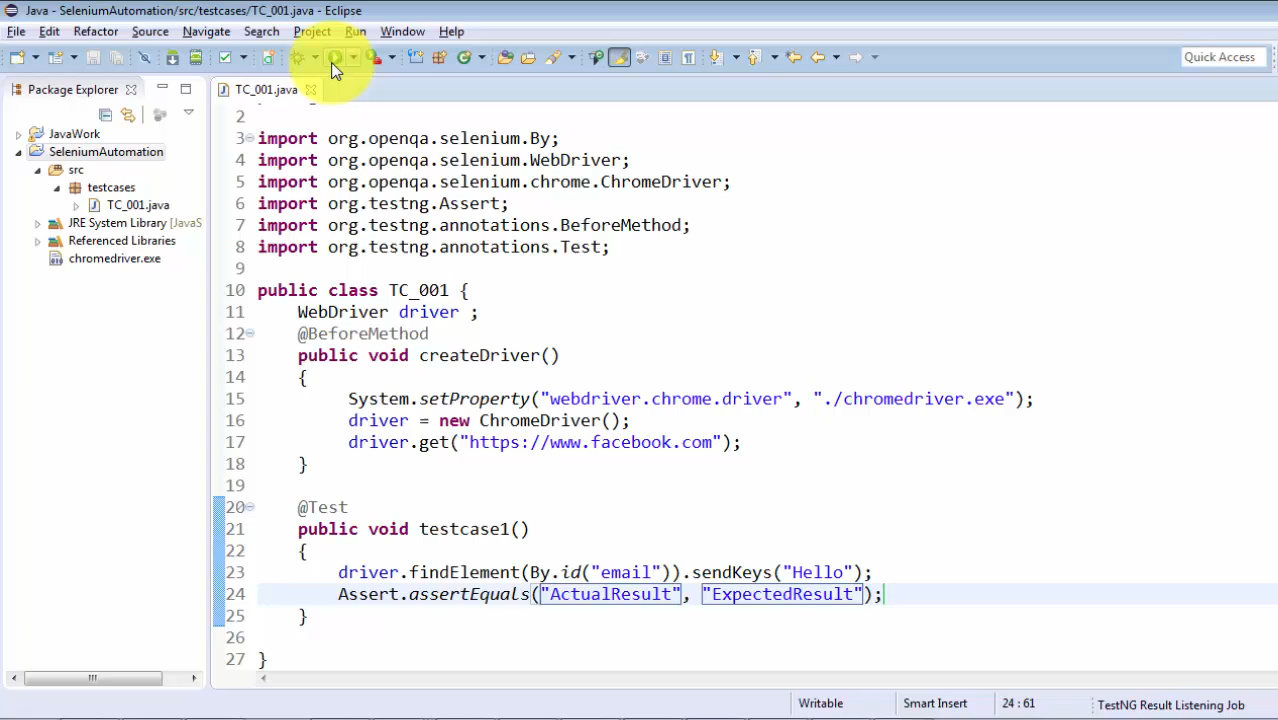 Java - SeleniumAutomation/src/testcases/TC_001.java - Eclipse
File Edit Refactor Source Navigate Search Project Run Window Help
Quick Access
Package Explorer
TC_001.java
JavaWork
SeleniumAutomation
src
testcases
TC_001.java
JRE System Library [JavaS
Referenced Libraries
chromedriver.exe
2
3 import org.openqa.selenium.By;
4 import org.openqa.selenium.WebDriver;
5 import org.openqa.selenium.chrome.ChromeDriver;
6 import org.testng.Assert;
7 import org.testng.annotations.BeforeMethod;
8 import org.testng.annotations.Test;
9
10 public class TC_001 {
11 WebDriver driver ;
12 @BeforeMethod
13 public void createDriver()
14 {
15 System.setProperty("webdriver.chrome.driver", "./chromedriver.exe");
16 driver = new ChromeDriver();
17 driver.get("https://www.facebook.com");
18 }
19
20 @Test
21 public void testcase1()
22 {
23 driver.findElement(By.id("email")).sendKeys("Hello");
24 Assert.assertEquals("ActualResult", "ExpectedResult");
25 }
26
27 }
Writable Smart Insert 24 : 61 TestNG Result Listening Job